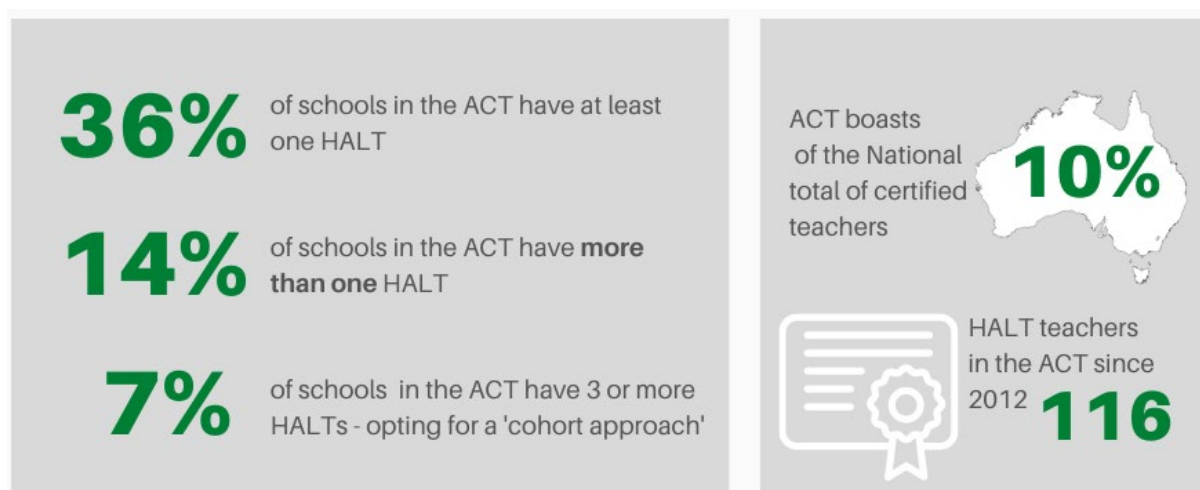 36%
of schools in the ACT have at least
one HALT
14%
of schools in the ACT have more
than one HALT
7%
of schools in the ACT have 3 or more
HALTs - opting for a 'cohort approach'
ACT boasts
of the National
total of certified
teachers
10%
HALT teachers
in the ACT since
2012 116